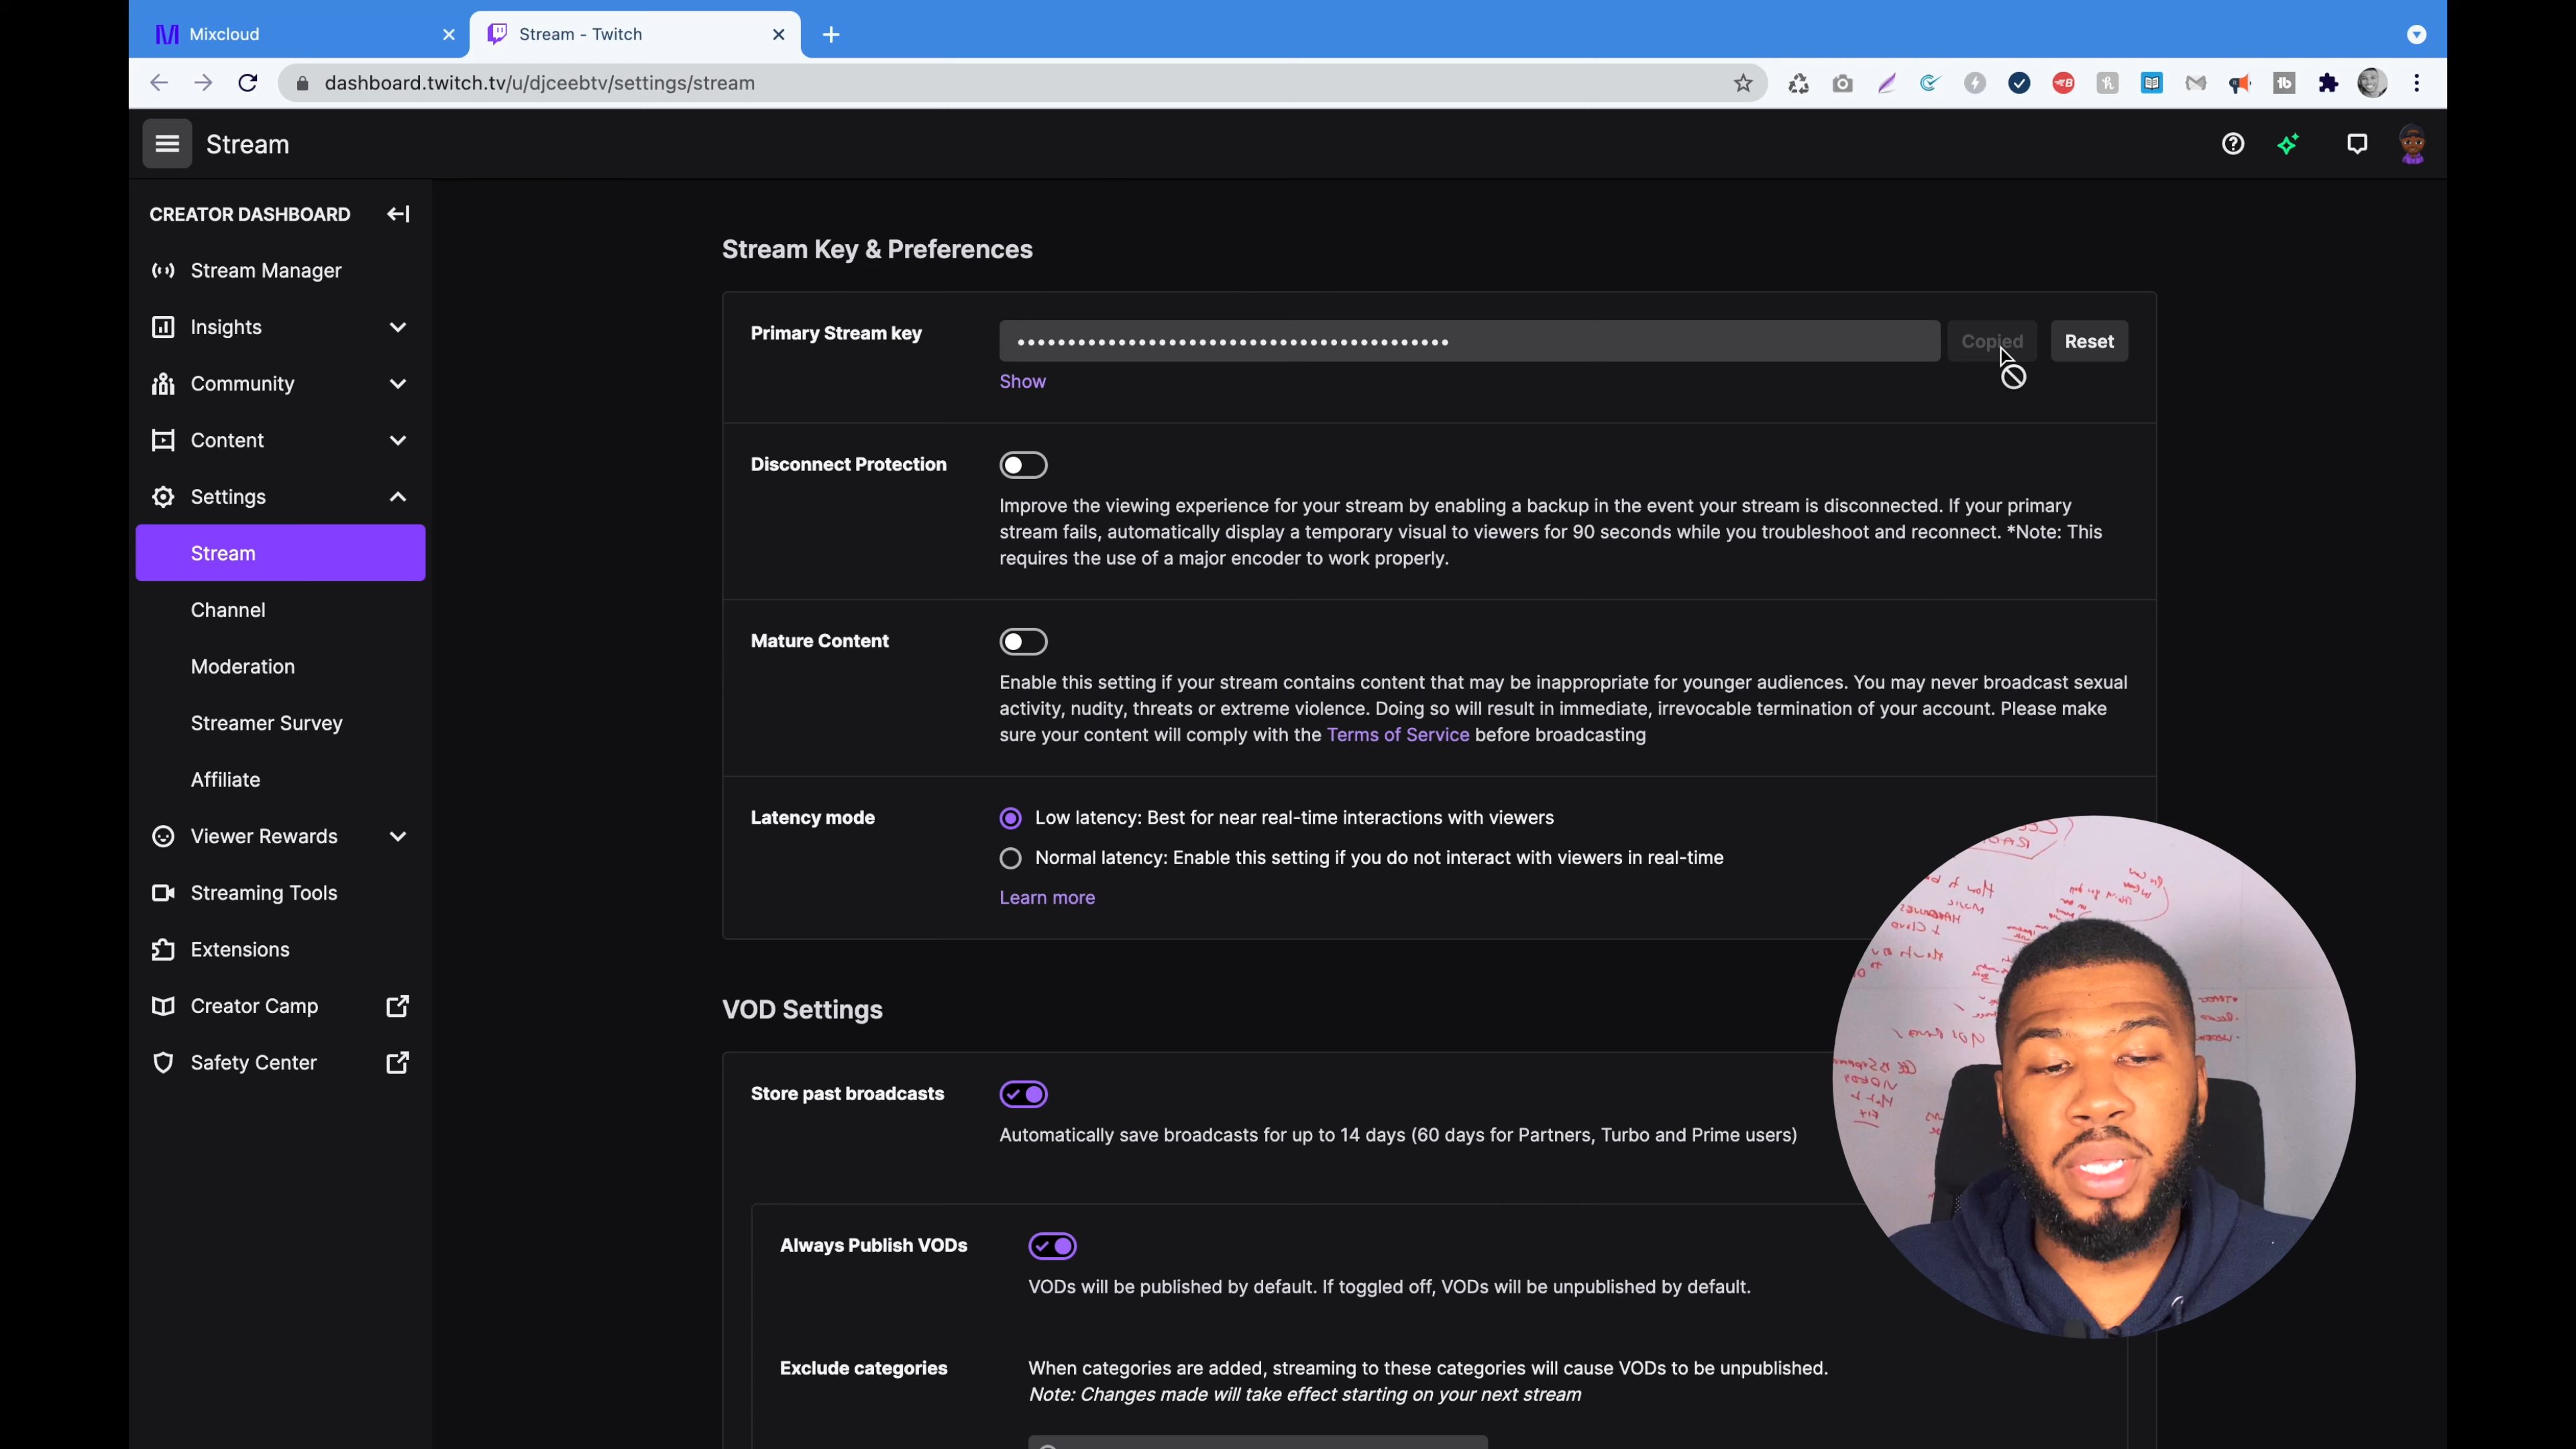 Mixcloud
Stream - Twitch
dashboard.twitch.tv/u/djceebtv/settings/stream
Stream
CREATOR DASHBOARD
Stream Manager
Insights
Community
Content
Settings
Stream
Channel
Moderation
Streamer Survey
Affiliate
Viewer Rewards
Streaming Tools
Extensions
Creator Camp
Safety Center
Stream Key & Preferences
Primary Stream key
Copied
Reset
Show
Disconnect Protection
Improve the viewing experience for your stream by enabling a backup in the event your stream is disconnected. If your primary
stream fails, automatically display a temporary visual to viewers for 90 seconds while you troubleshoot and reconnect. *Note: This
requires the use of a major encoder to work properly.
Mature Content
Enable this setting if your stream contains content that may be inappropriate for younger audiences. You may never broadcast sexual
activity, nudity, threats or extreme violence. Doing so will result in immediate, irrevocable termination of your account. Please make
sure your content will comply with the Terms of Service before broadcasting
Latency mode
Low latency: Best for near real-time interactions with viewers
Normal latency: Enable this setting if you do not interact with viewers in real-time
Learn more
VOD Settings
Store past broadcasts
Automatically save broadcasts for up to 14 days (60 days for Partners, Turbo and Prime users)
Always Publish VODs
VODs will be published by default. If toggled off, VODs will be unpublished by default.
Exclude categories
When categories are added, streaming to these categories will cause VODs to be unpublished.
Note: Changes made will take effect starting on your next stream